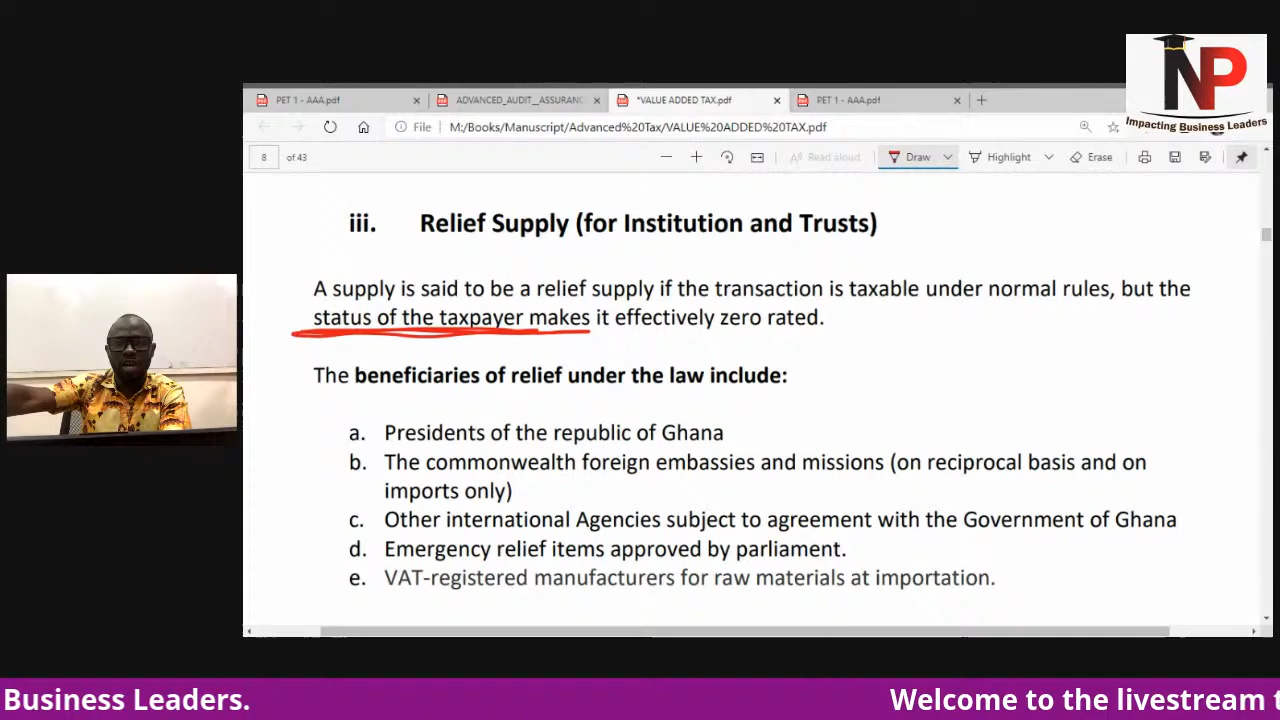 NP
Impacting Business Leaders
PET 1 - AAA.pdf
ADVANCED_AUDIT__ASSURANC
*VALUE ADDED TAX.pdf
PET 1 - AAA.pdf
File
M:/Books/Manuscript/Advanced%20Tax/VALUE%20ADDED%20TAX.pdf
8 of 43
Read aloud
Draw
Highlight
Erase
iii. Relief Supply (for Institution and Trusts)
A supply is said to be a relief supply if the transaction is taxable under normal rules, but the
status of the taxpayer makes it effectively zero rated.
The beneficiaries of relief under the law include:
a. Presidents of the republic of Ghana
b. The commonwealth foreign embassies and missions (on reciprocal basis and on
imports only)
c. Other international Agencies subject to agreement with the Government of Ghana
d. Emergency relief items approved by parliament.
e. VAT-registered manufacturers for raw materials at importation.
Business Leaders.
Welcome to the livestream t